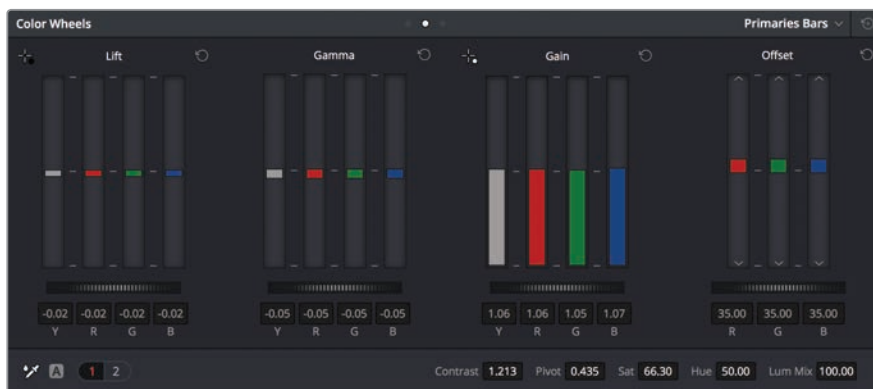 Color Wheels Primaries Bars
Lift Gamma Gain Offset
-0.02 -0.02 -0.02 -0.02 -0.05 -0.05 -0.05 -0.05 1.06 1.06 1.05 1.07 35.00 35.00 35.00
Y R G B Y R G B Y R G B R G B
A 1 2 Contrast 1.213 Pivot 0.435 Sat 66.30 Hue 50.00 Lum Mix 100.00